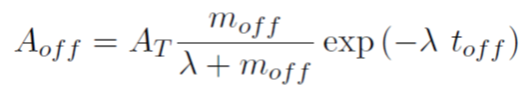 A_{off} = A_T \frac{m_{off}}{\lambda + m_{off}} \exp(-\lambda \, t_{off})